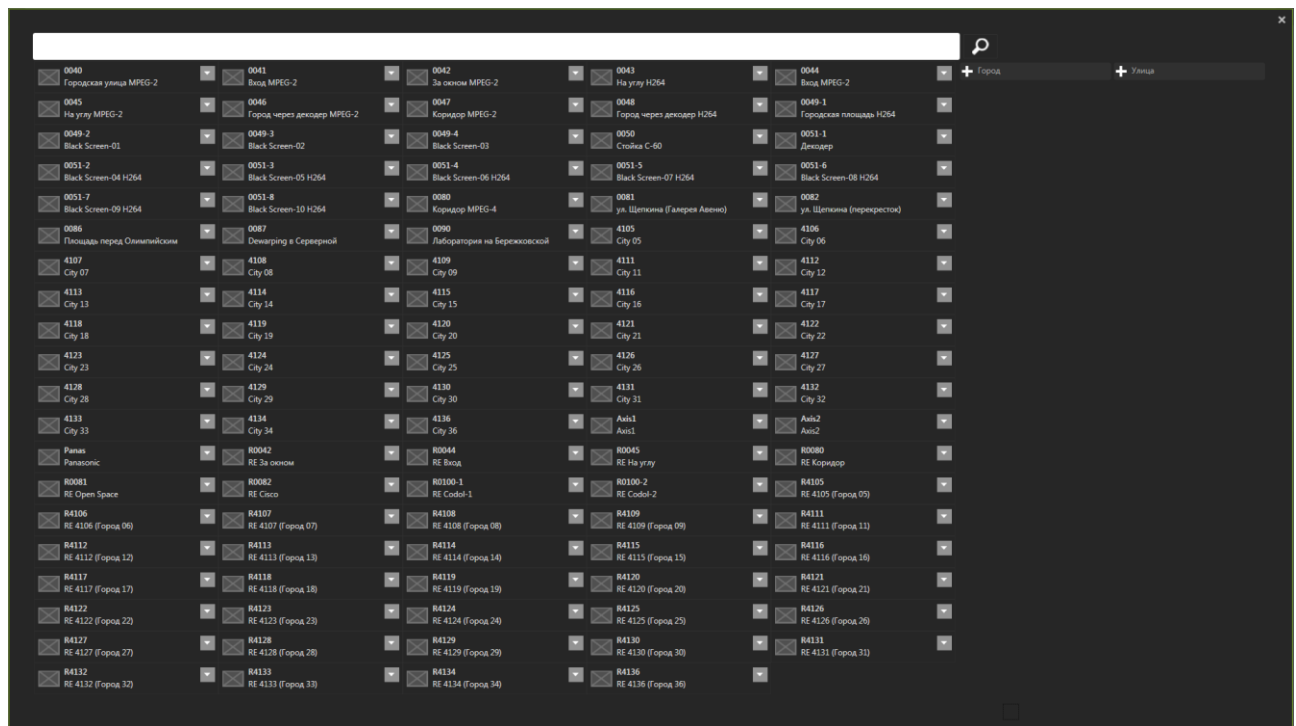 0040
Городская улица MPEG-2
0041
Вход MPEG-2
0042
За окном MPEG-2
0043
На углу H264
0044
Вход MPEG-2
Город
Улица
0045
На углу MPEG-2
0046
Город через декодер MPEG-2
0047
Коридор MPEG-2
0048
Город через декодер H264
0049-1
Городская площадь H264
0049-2
Black Screen-01
0049-3
Black Screen-02
0049-4
Black Screen-03
0050
Стойка С-60
0051-1
Декодер
0051-2
Black Screen-04 H264
0051-3
Black Screen-05 H264
0051-4
Black Screen-06 H264
0051-5
Black Screen-07 H264
0051-6
Black Screen-08 H264
0051-7
Black Screen-09 H264
0051-8
Black Screen-10 H264
0080
Коридор MPEG-4
0081
ул. Щепкина (Галерея Авеню)
0082
ул. Щепкина (перекресток)
0086
Площадь перед Олимпийским
0087
Dewarping в Серверной
0090
Лаборатория на Бережковской
4105
City 05
4106
City 06
4107
City 07
4108
City 08
4109
City 09
4111
City 11
4112
City 12
4113
City 13
4114
City 14
4115
City 15
4116
City 16
4117
City 17
4118
City 18
4119
City 19
4120
City 20
4121
City 21
4122
City 22
4123
City 23
4124
City 24
4125
City 25
4126
City 26
4127
City 27
4128
City 28
4129
City 29
4130
City 30
4131
City 31
4132
City 32
4133
City 33
4134
City 34
4136
City 36
Axis1
Axis1
Axis2
Axis2
Panas
Panasonic
R0042
RE За окном
R0044
RE Вход
R0045
RE На углу
R0080
RE Коридор
R0081
RE Open Space
R0082
RE Cisco
R0100-1
RE Codol-1
R0100-2
RE Codol-2
R4105
RE 4105 (Город 05)
R4106
RE 4106 (Город 06)
R4107
RE 4107 (Город 07)
R4108
RE 4108 (Город 08)
R4109
RE 4109 (Город 09)
R4111
RE 4111 (Город 11)
R4112
RE 4112 (Город 12)
R4113
RE 4113 (Город 13)
R4114
RE 4114 (Город 14)
R4115
RE 4115 (Город 15)
R4116
RE 4116 (Город 16)
R4117
RE 4117 (Город 17)
R4118
RE 4118 (Город 18)
R4119
RE 4119 (Город 19)
R4120
RE 4120 (Город 20)
R4121
RE 4121 (Город 21)
R4122
RE 4122 (Город 22)
R4123
RE 4123 (Город 23)
R4124
RE 4124 (Город 24)
R4125
RE 4125 (Город 25)
R4126
RE 4126 (Город 26)
R4127
RE 4127 (Город 27)
R4128
RE 4128 (Город 28)
R4129
RE 4129 (Город 29)
R4130
RE 4130 (Город 30)
R4131
RE 4131 (Город 31)
R4132
RE 4132 (Город 32)
R4133
RE 4133 (Город 33)
R4134
RE 4134 (Город 34)
R4136
RE 4136 (Город 36)